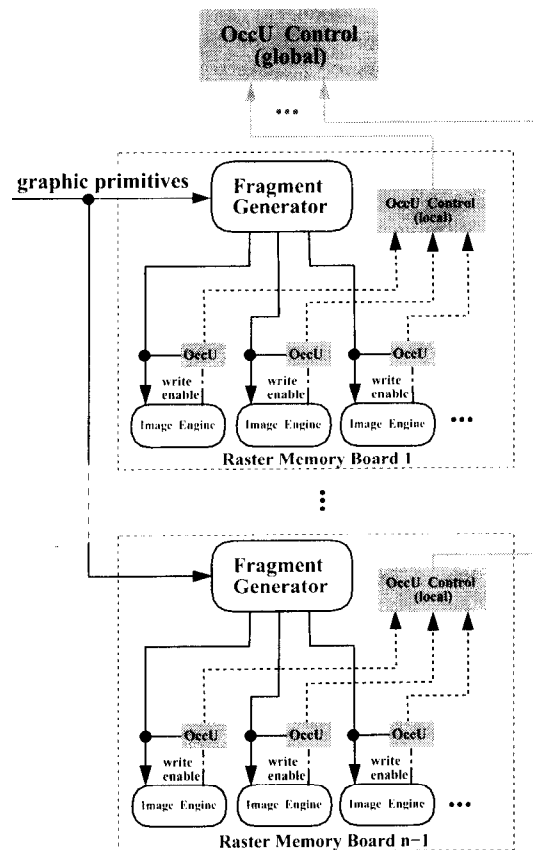 OccU Control
(global)
...
graphic primitives
Fragment
Generator
OccU Control
(local)
OccU
OccU
OccU
write
enable
write
enable
write
enable
Image Engine
Image Engine
Image Engine
...
Raster Memory Board 1
...
Fragment
Generator
OccU Control
(local)
OccU
OccU
OccU
write
enable
write
enable
write
enable
Image Engine
Image Engine
Image Engine
...
Raster Memory Board n-1